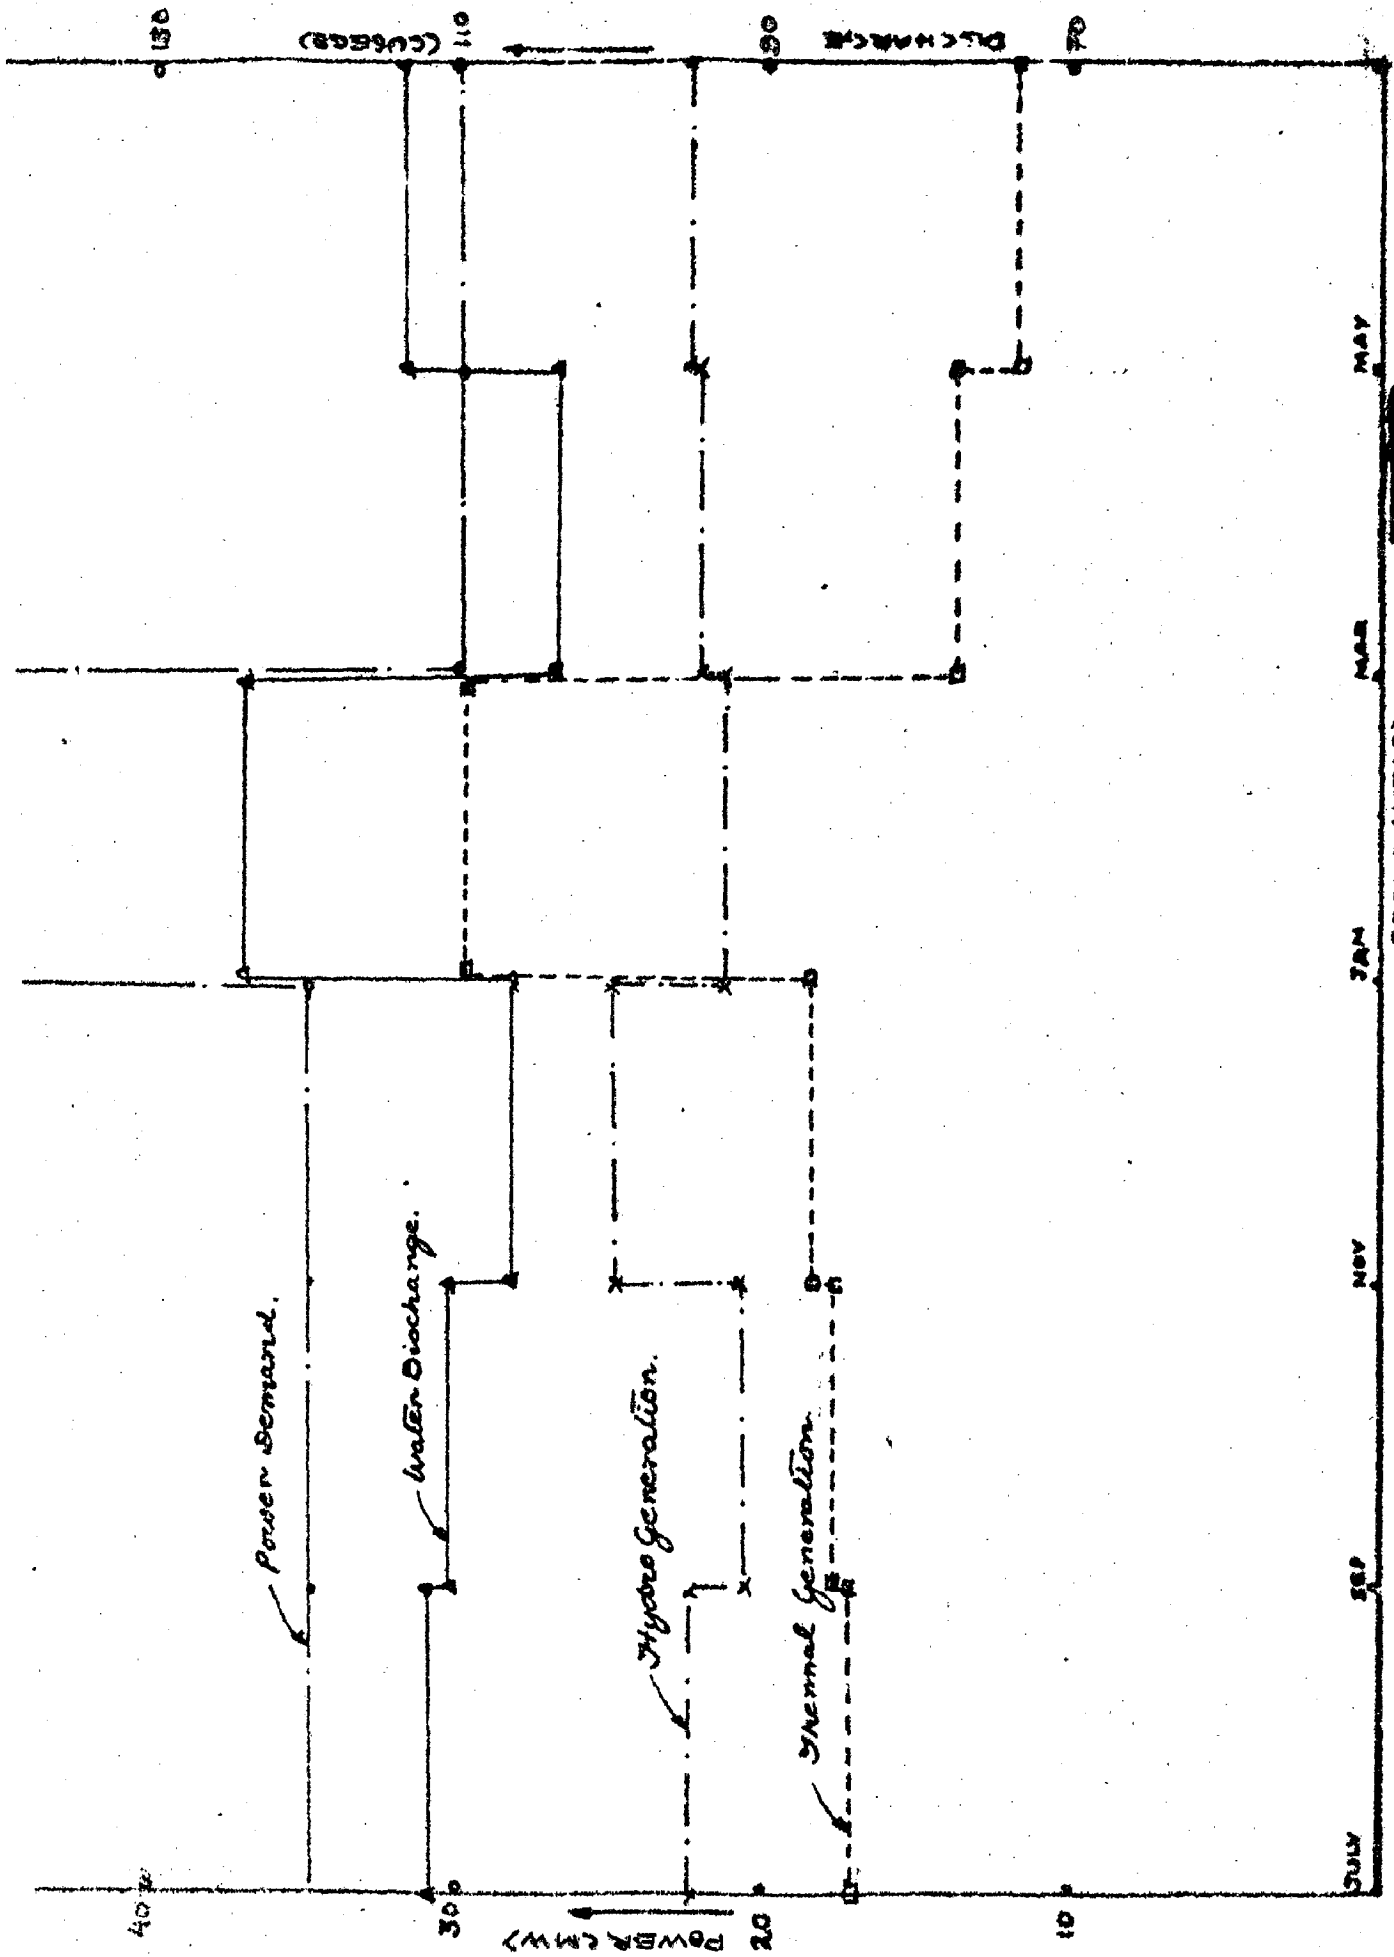 POWER (MW)
40
30
20
10
Power Demand.
Water Discharge.
Hydro Generation.
Thermal Generation.
JULY
SEP
NOV
JAN
MAR
MAY
130
110
90
70
DISCHARGE
(CUSECS)